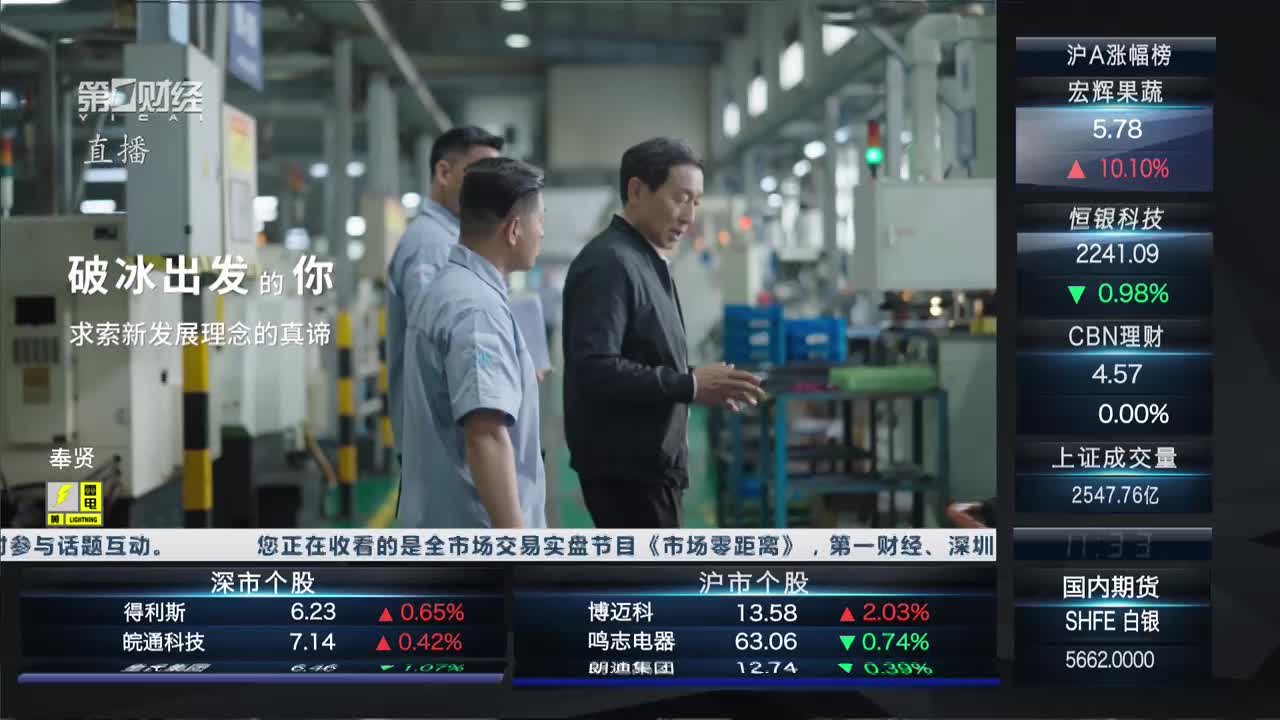 第一财经
YICAI
直播
破冰出发的你
求索新发展理念的真谛
奉贤
黄
雷电
LIGHTNING
参与话题互动。 您正在收看的是全市场交易实盘节目《市场零距离》，第一财经、深圳
深市个股
得利斯 6.23 ▲ 0.65%
皖通科技 7.14 ▲ 0.42%
6.46 ▼ 1.07%
沪市个股
博迈科 13.58 ▲ 2.03%
鸣志电器 63.06 ▼ 0.74%
朗迪集团 12.74 ▼ 0.39%
沪A涨幅榜
宏辉果蔬
5.78
▲ 10.10%
恒银科技
2241.09
▼ 0.98%
CBN理财
4.57
0.00%
上证成交量
2547.76亿
11:33
国内期货
SHFE 白银
5662.0000